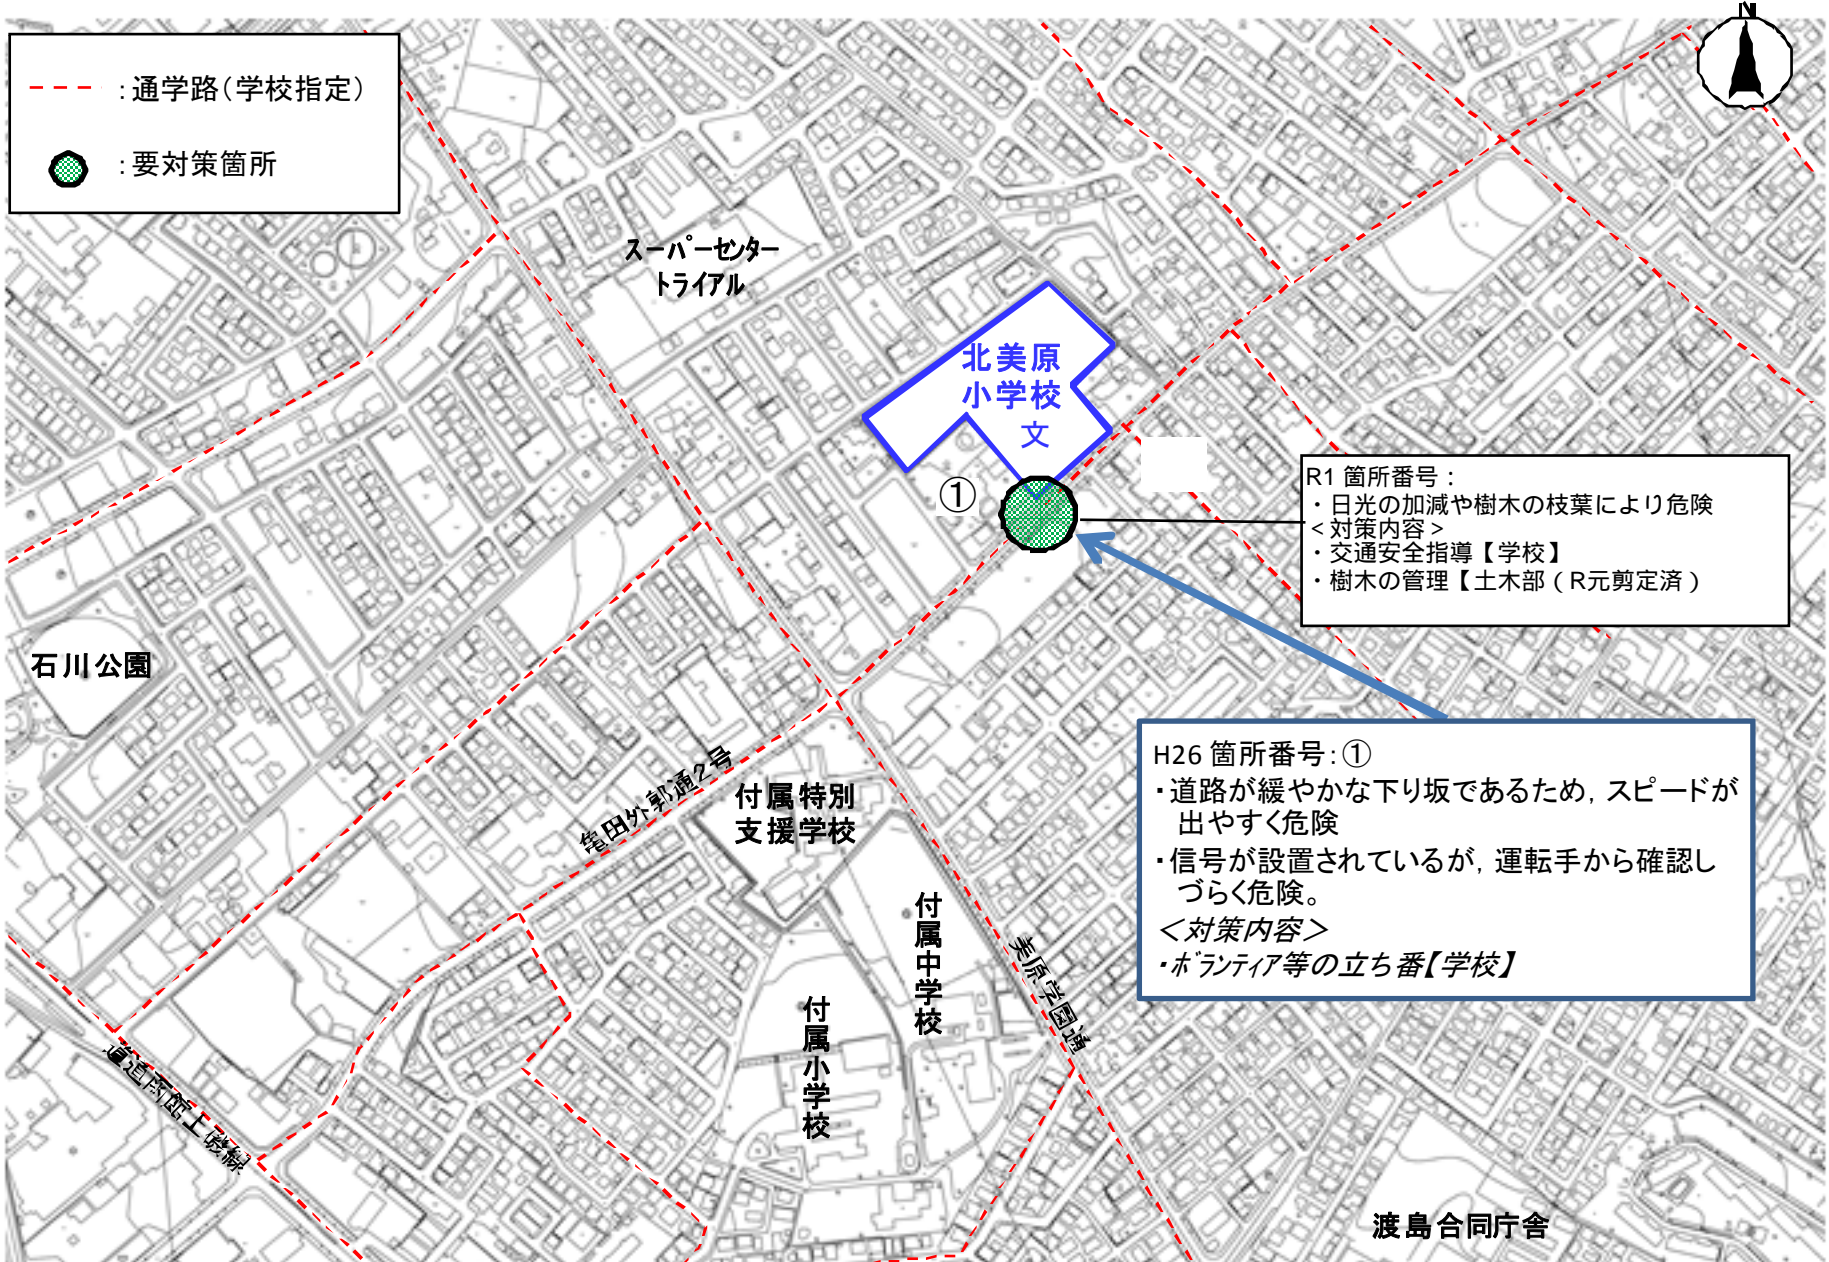 N
：通学路（学校指定）
：要対策箇所
スーパーセンター
トライアル
北美原
小学校
文
①
R1 箇所番号：
・日光の加減や樹木の枝葉により危険
＜対策内容＞
・交通安全指導【学校】
・樹木の管理【土木部（R元剪定済）
石川公園
H26 箇所番号：①
・道路が緩やかな下り坂であるため，スピードが
出やすく危険
・信号が設置されているが，運転手から確認し
づらく危険。
＜対策内容＞
・ボランティア等の立ち番【学校】
亀田外郭通2号
付属特別
支援学校
付属中学校
美原学園通
付属小学校
道道函館上磯線
渡島合同庁舎